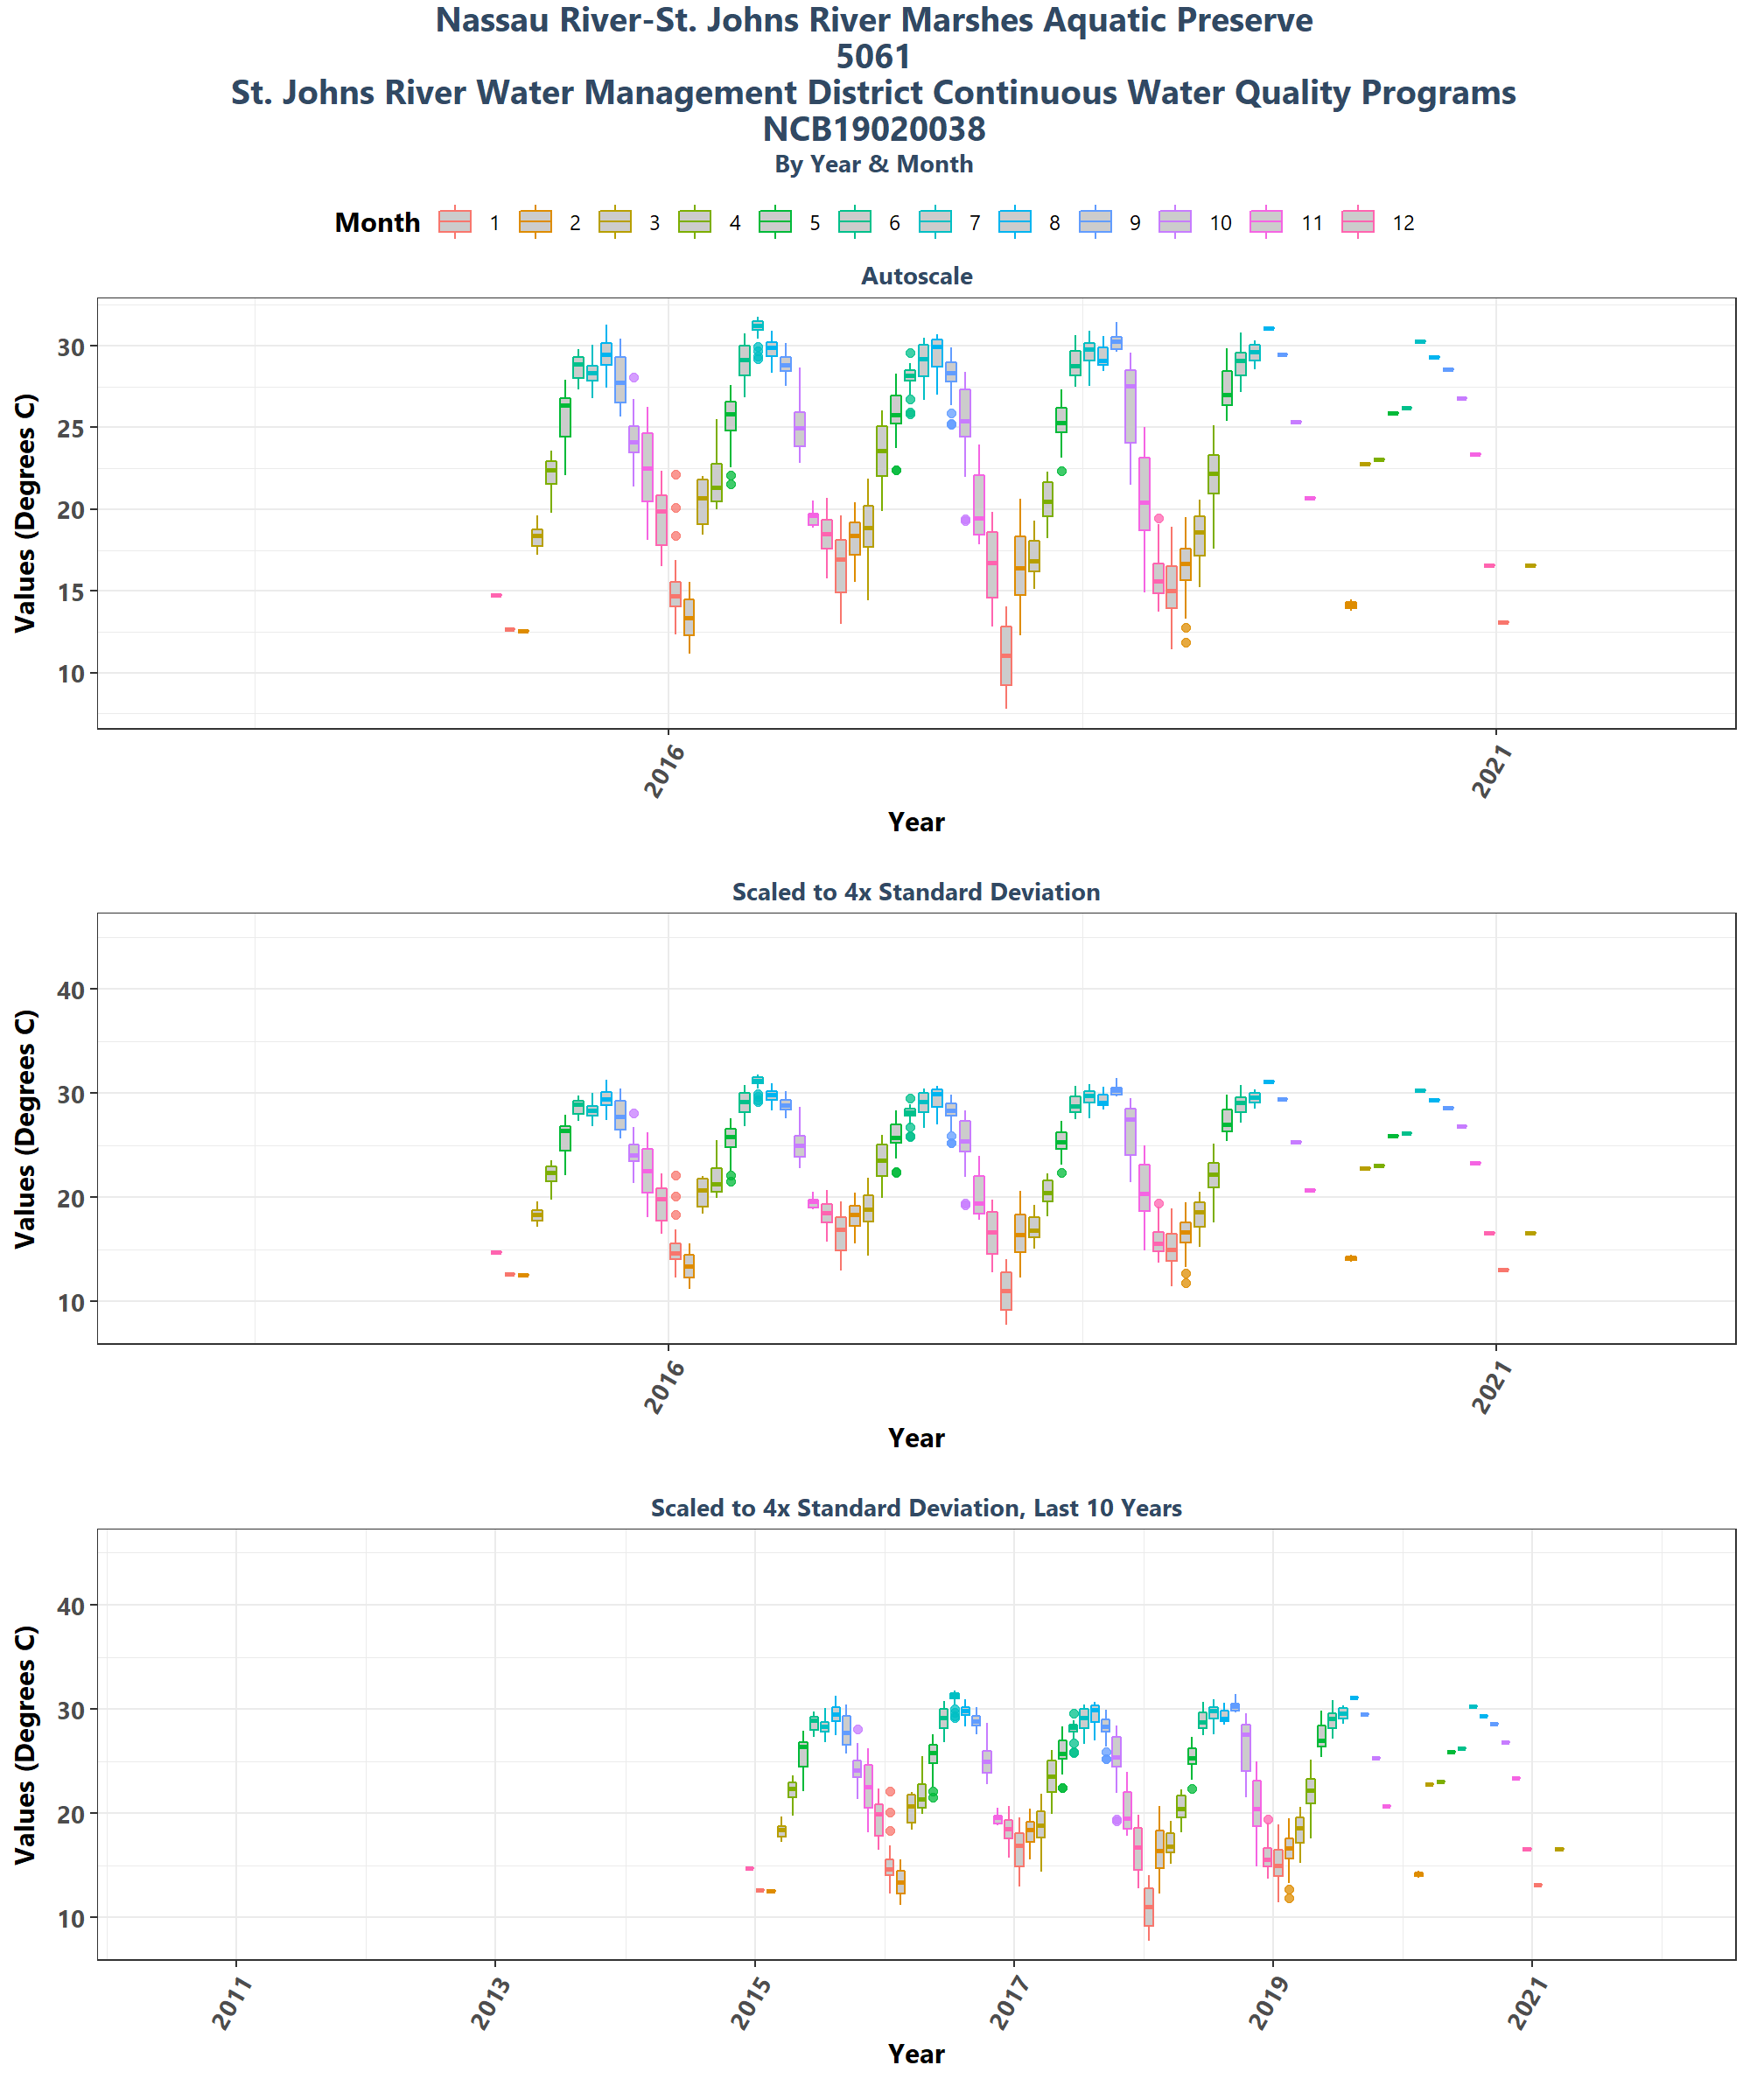 Nassau River-St. Johns River Marshes Aquatic Preserve
5061
St. Johns River Water Management District Continuous Water Quality Programs
NCB19020038
By Year & Month
Month 1 2 3 4 5 6 7 8 9 10 11 12
Autoscale
Values (Degrees C)
30
25
20
15
10
2016 2021
Year
Scaled to 4x Standard Deviation
Values (Degrees C)
40
30
20
10
2016 2021
Year
Scaled to 4x Standard Deviation, Last 10 Years
Values (Degrees C)
40
30
20
10
2011 2013 2015 2017 2019 2021
Year